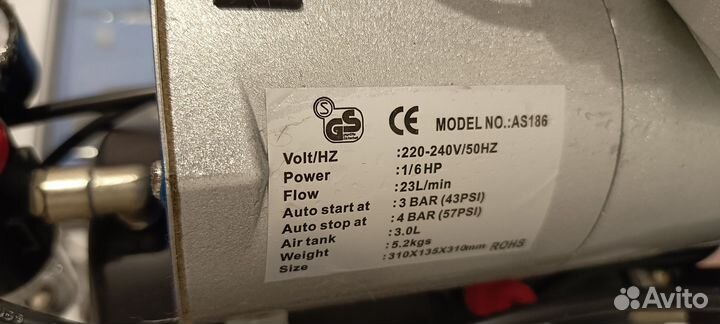 S
GS
CE MODEL NO.:AS186
Volt/HZ :220-240V/50HZ
Power :1/6 HP
Flow :23L/min
Auto start at :3 BAR (43PSI)
Auto stop at :4 BAR (57PSI)
Air tank :3.0L
Weight :5.2kgs
Size :310X135X310mm ROHS
Avito